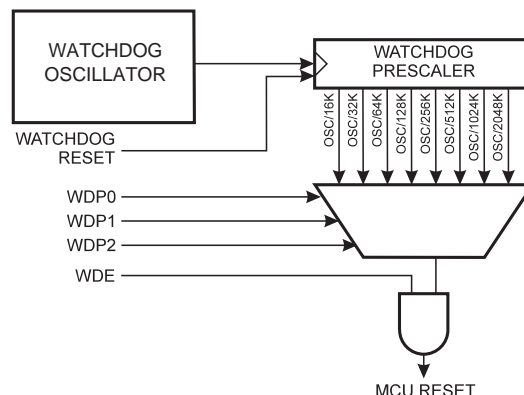 WATCHDOG
OSCILLATOR
WATCHDOG
PRESCALER
WATCHDOG
RESET
OSC/16K
OSC/32K
OSC/64K
OSC/128K
OSC/256K
OSC/512K
OSC/1024K
OSC/2048K
WDP0
WDP1
WDP2
WDE
MCU RESET